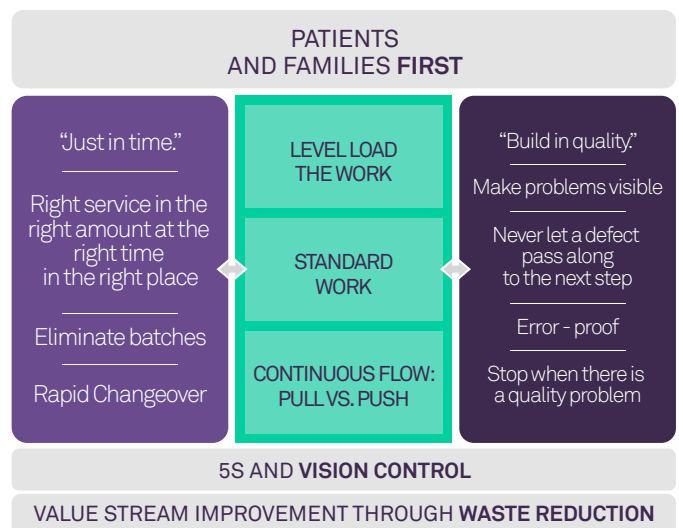 PATIENTS
AND FAMILIES FIRST
“Just in time.”
Right service in the
right amount at the
right time
in the right place
Eliminate batches
Rapid Changeover
LEVEL LOAD
THE WORK
STANDARD
WORK
CONTINUOUS FLOW:
PULL VS. PUSH
“Build in quality.”
Make problems visible
Never let a defect
pass along
to the next step
Error - proof
Stop when there is
a quality problem
5S AND VISION CONTROL
VALUE STREAM IMPROVEMENT THROUGH WASTE REDUCTION